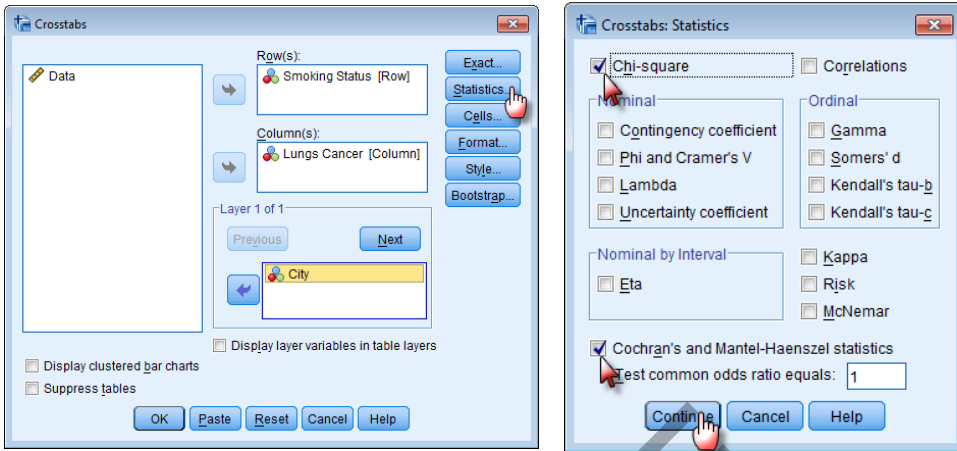 Crosstabs
Data
Row(s):
Smoking Status [Row]
Column(s):
Lungs Cancer [Column]
Layer 1 of 1
Previous
Next
City
Display layer variables in table layers
Exact...
Statistics...
Cells...
Format...
Style...
Bootstrap...
Display clustered bar charts
Suppress tables
OK
Paste
Reset
Cancel
Help
Crosstabs: Statistics
Chi-square
Correlations
Nominal
Contingency coefficient
Phi and Cramer's V
Lambda
Uncertainty coefficient
Ordinal
Gamma
Somers' d
Kendall's tau-b
Kendall's tau-c
Nominal by Interval
Eta
Kappa
Risk
McNemar
Cochran's and Mantel-Haenszel statistics
Test common odds ratio equals: 1
Continue
Cancel
Help